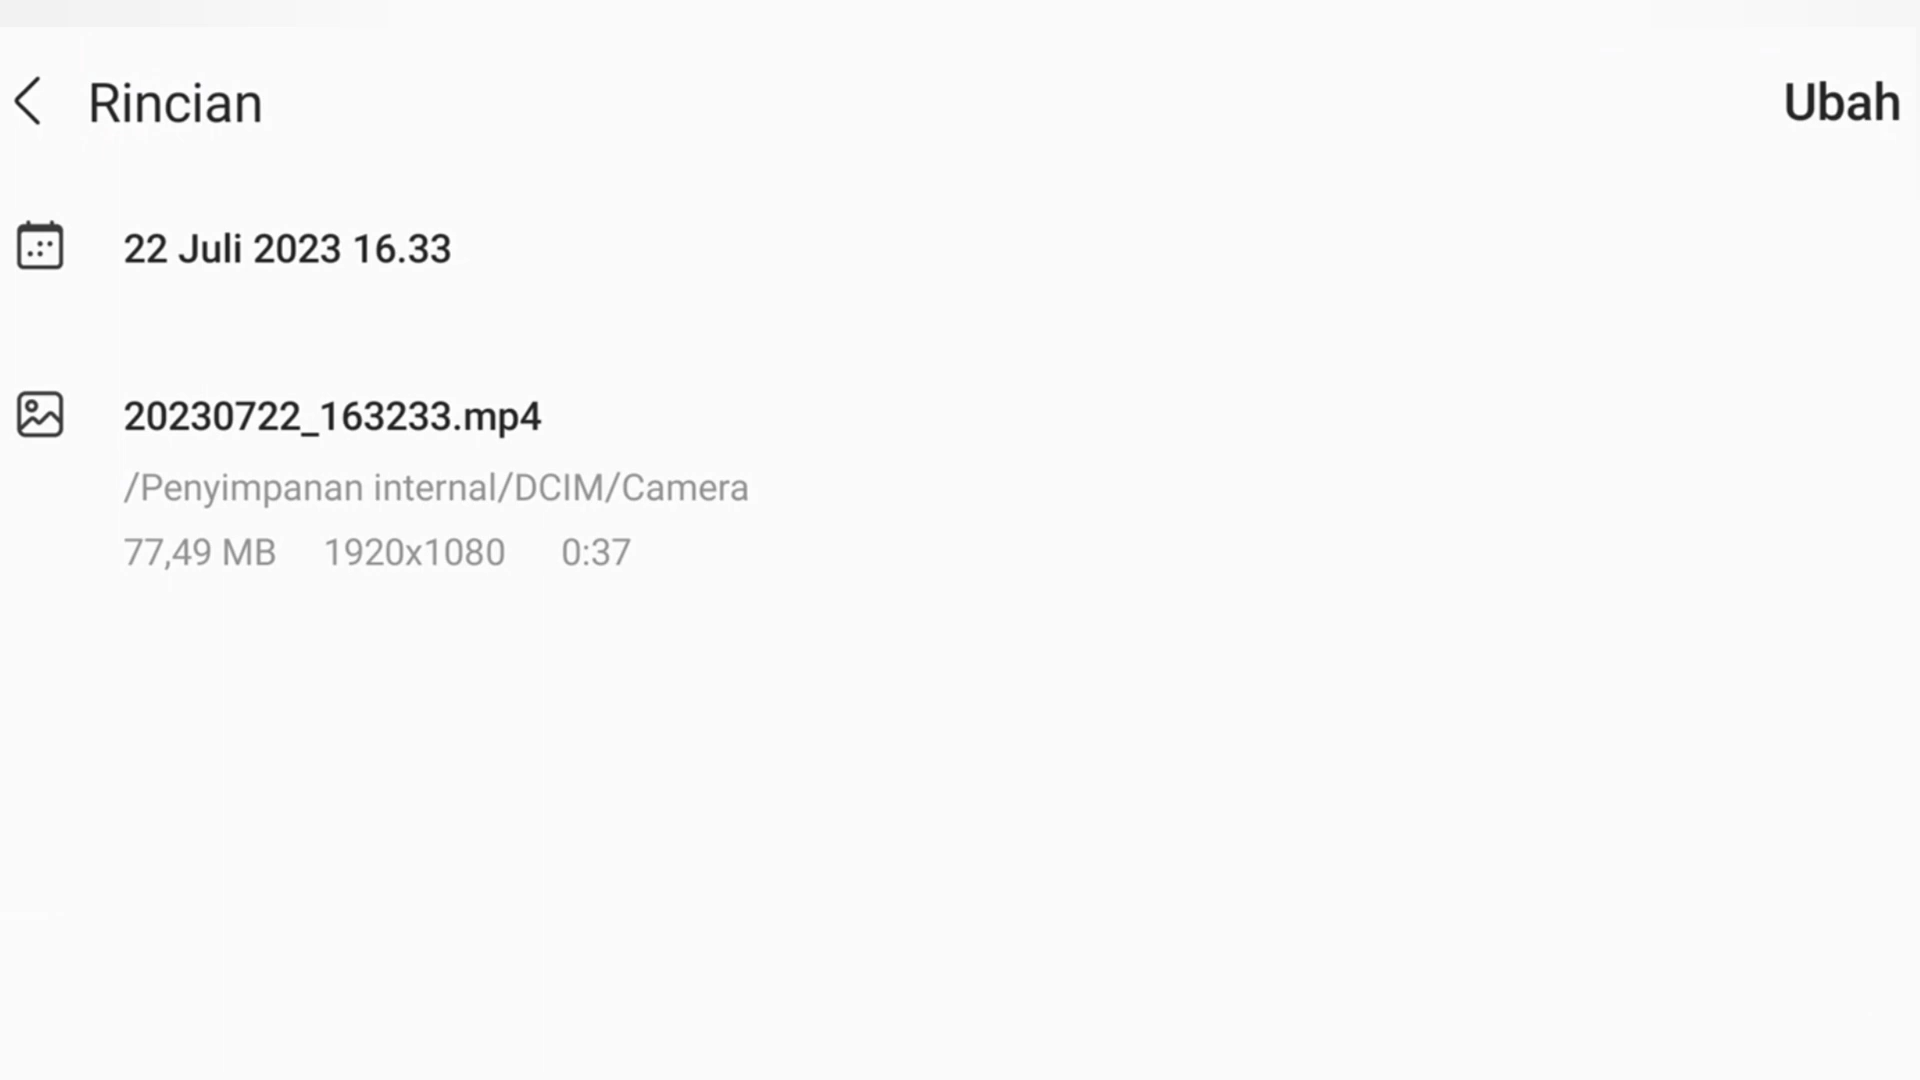 Rincian
Ubah
22 Juli 2023 16.33
20230722_163233.mp4
/Penyimpanan internal/DCIM/Camera
77,49 MB 1920x1080 0:37